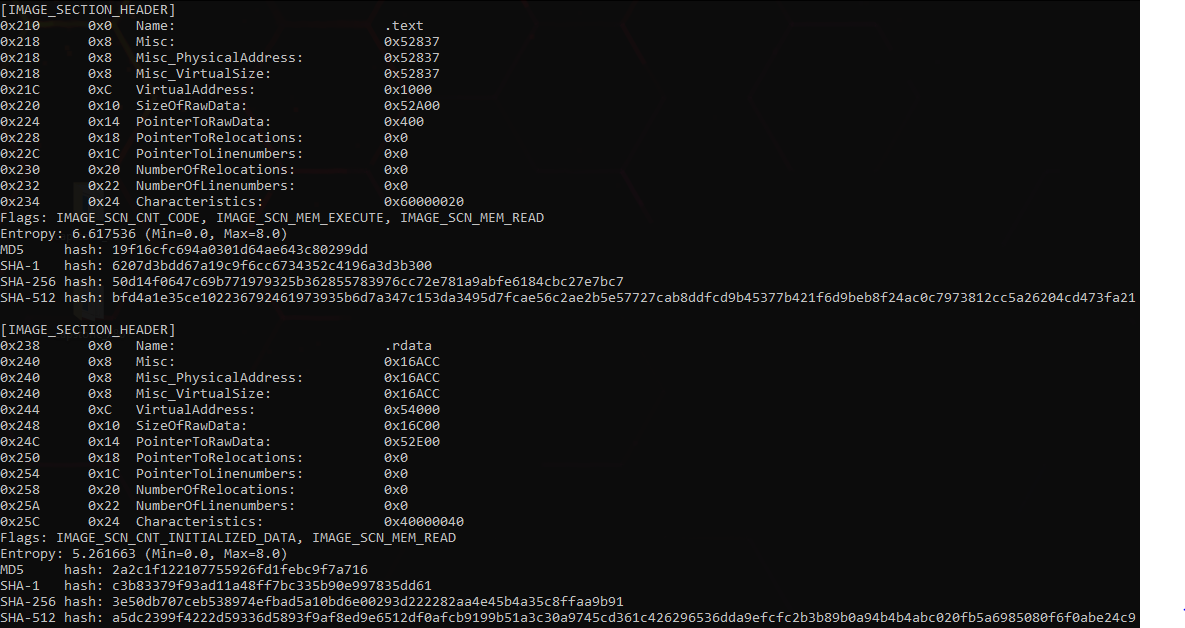 [IMAGE_SECTION_HEADER]
0x210      0x0   Name:                          .text
0x218      0x8   Misc:                          0x52837
0x218      0x8   Misc_PhysicalAddress:          0x52837
0x218      0x8   Misc_VirtualSize:              0x52837
0x21C      0xC   VirtualAddress:                0x1000
0x220      0x10  SizeOfRawData:                 0x52A00
0x224      0x14  PointerToRawData:              0x400
0x228      0x18  PointerToRelocations:          0x0
0x22C      0x1C  PointerToLinenumbers:          0x0
0x230      0x20  NumberOfRelocations:           0x0
0x232      0x22  NumberOfLinenumbers:           0x0
0x234      0x24  Characteristics:               0x60000020
Flags: IMAGE_SCN_CNT_CODE, IMAGE_SCN_MEM_EXECUTE, IMAGE_SCN_MEM_READ
Entropy: 6.617536 (Min=0.0, Max=8.0)
MD5     hash: 19f16cfc694a0301d64ae643c80299dd
SHA-1   hash: 6207d3bdd67a19c9f6cc6734352c4196a3d3b300
SHA-256 hash: 50d14f0647c69b771979325b362855783976cc72e781a9abfe6184cbc27e7bc7
SHA-512 hash: bfd4a1e35ce102236792461973935b6d7a347c153da3495d7fcae56c2ae2b5e57727cab8ddfcd9b45377b421f6d9beb8f24ac0c7973812cc5a26204cd473fa21

[IMAGE_SECTION_HEADER]
0x238      0x0   Name:                          .rdata
0x240      0x8   Misc:                          0x16ACC
0x240      0x8   Misc_PhysicalAddress:          0x16ACC
0x240      0x8   Misc_VirtualSize:              0x16ACC
0x244      0xC   VirtualAddress:                0x54000
0x248      0x10  SizeOfRawData:                 0x16C00
0x24C      0x14  PointerToRawData:              0x52E00
0x250      0x18  PointerToRelocations:          0x0
0x254      0x1C  PointerToLinenumbers:          0x0
0x258      0x20  NumberOfRelocations:           0x0
0x25A      0x22  NumberOfLinenumbers:           0x0
0x25C      0x24  Characteristics:               0x40000040
Flags: IMAGE_SCN_CNT_INITIALIZED_DATA, IMAGE_SCN_MEM_READ
Entropy: 5.261663 (Min=0.0, Max=8.0)
MD5     hash: 2a2c1f122107755926fd1febc9f7a716
SHA-1   hash: c3b83379f93ad11a48ff7bc335b90e997835dd61
SHA-256 hash: 3e50db707ceb538974efbad5a10bd6e00293d222282aa4e45b4a35c8ffaa9b91
SHA-512 hash: a5dc2399f4222d59336d5893f9af8ed9e6512df0afcb9199b51a3c30a9745cd361c426296536dda9efcfc2b3b89b0a94b4b4abc020fb5a6985080f6f0abe24c9